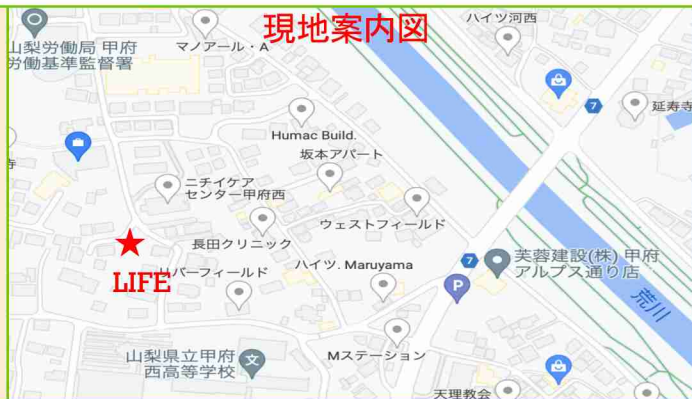 現地案内図
ハイツ河西
山梨労働局 甲府
労働基準監督署
マノアール・A
7
延寿寺
Humac Build.
坂本アパート
寺
ニチイケア
センター甲府西
ウェストフィールド
長田クリニック
LIFE
リバーフィールド
ハイツ. Maruyama
7
芙蓉建設(株) 甲府
アルプス通り店
P
荒川
山梨県立甲府
西高等学校
文
Mステーション
天理教会